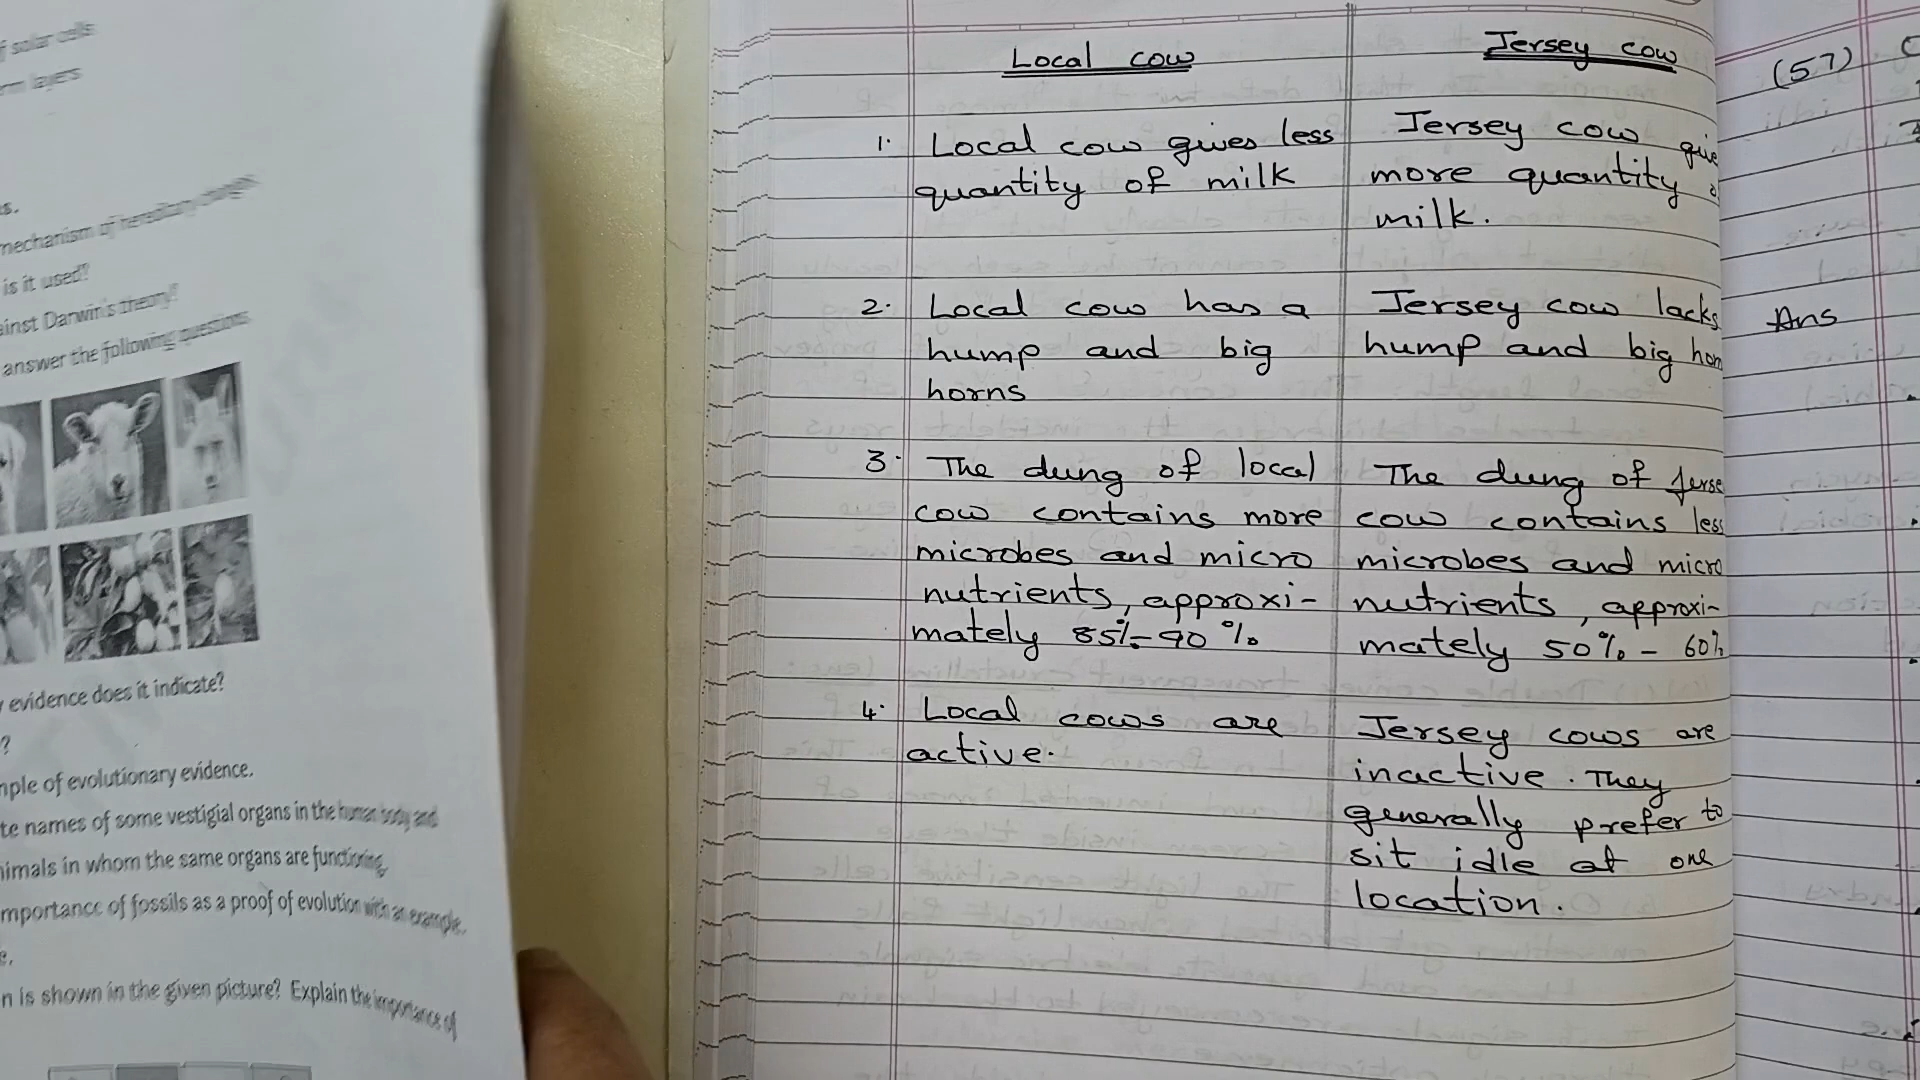 solar cells
layers
mechanism of hereditary
is it used?
Darwin's theory?
answer the following questions
evidence does it indicate?
?
of evolutionary evidence.
names of some vestigial organs in the human body and
in whom the same organs are functioning.
importance of fossils as a proof of evolution with an example.
is shown in the given picture? Explain the importance of
Local cow
1. Local cow gives less
quantity of milk
2. Local cow has a
hump and big
horns
3. The dung of local
cow contains more
microbes and micro
nutrients, approxi-
mately 85%-90%
4. Local cows are
active.
Jersey cow
Jersey cow
more quantity
milk.
Jersey cow lacks
hump and big
The dung of
cow contains less
microbes and micro
nutrients, approxi-
mately 50% - 60%
Jersey cows are
inactive. They
generally prefer to
sit idle at one
location.
(57)
Ans